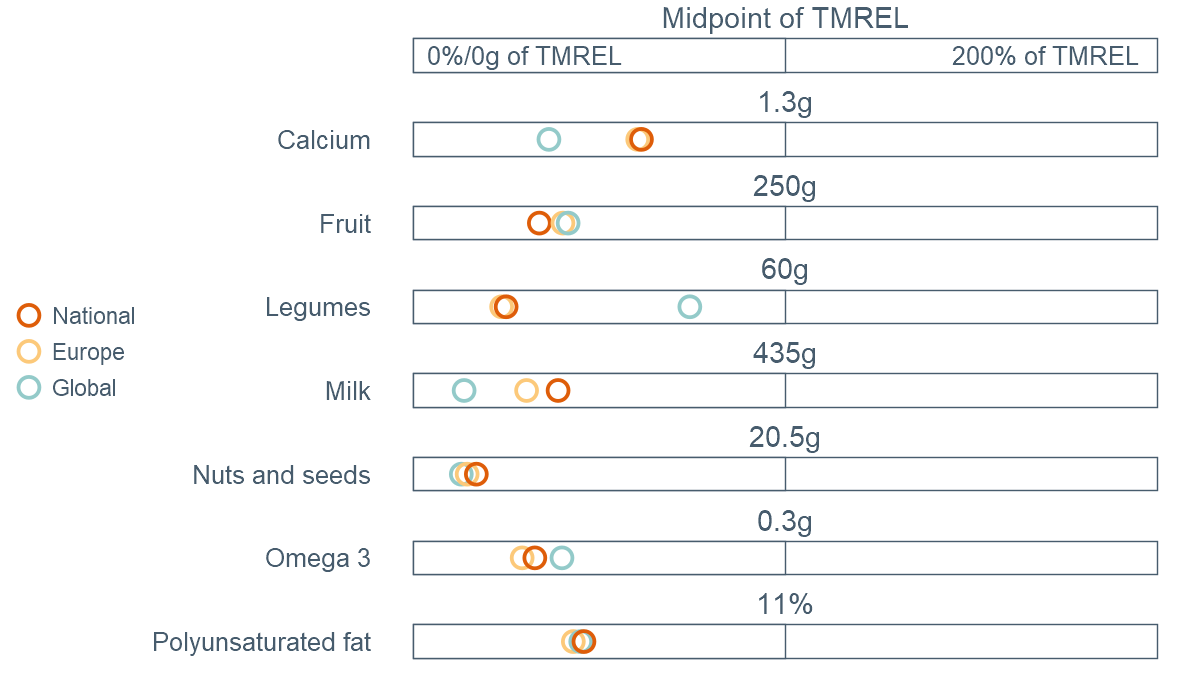 Midpoint of TMREL
0%/0g of TMREL 200% of TMREL
1.3g
Calcium
250g
Fruit
60g
Legumes
435g
Milk
20.5g
Nuts and seeds
0.3g
Omega 3
11%
Polyunsaturated fat
National
Europe
Global